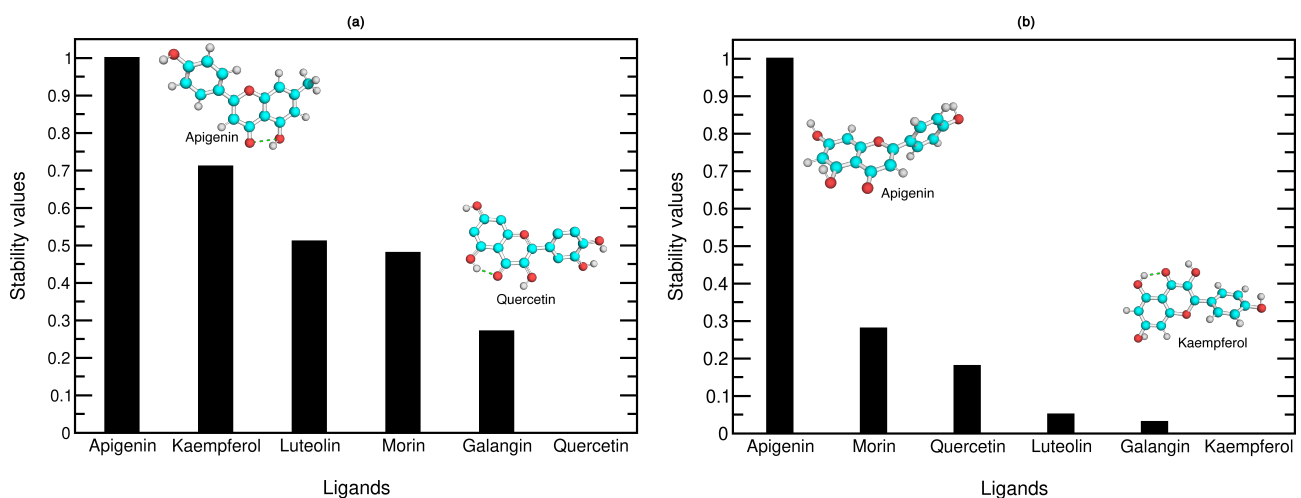 (a)
Stability values
1
0.9
0.8
0.7
0.6
0.5
0.4
0.3
0.2
0.1
0
Apigenin
Quercetin
Apigenin Kaempferol Luteolin Morin Galangin Quercetin
Ligands
(b)
Stability values
1
0.9
0.8
0.7
0.6
0.5
0.4
0.3
0.2
0.1
0
Apigenin
Kaempferol
Apigenin Morin Quercetin Luteolin Galangin Kaempferol
Ligands